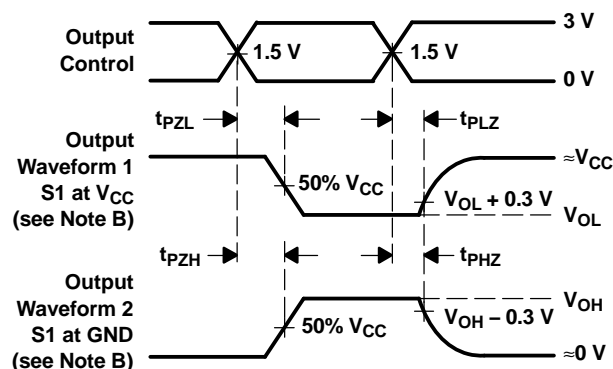 Output
Control
1.5 V
1.5 V
3 V
0 V
tPZL
tPLZ
Output
Waveform 1
S1 at VCC
(see Note B)
50% VCC
≈VCC
VOL + 0.3 V
VOL
tPZH
tPHZ
Output
Waveform 2
S1 at GND
(see Note B)
50% VCC
VOH
VOH − 0.3 V
≈0 V